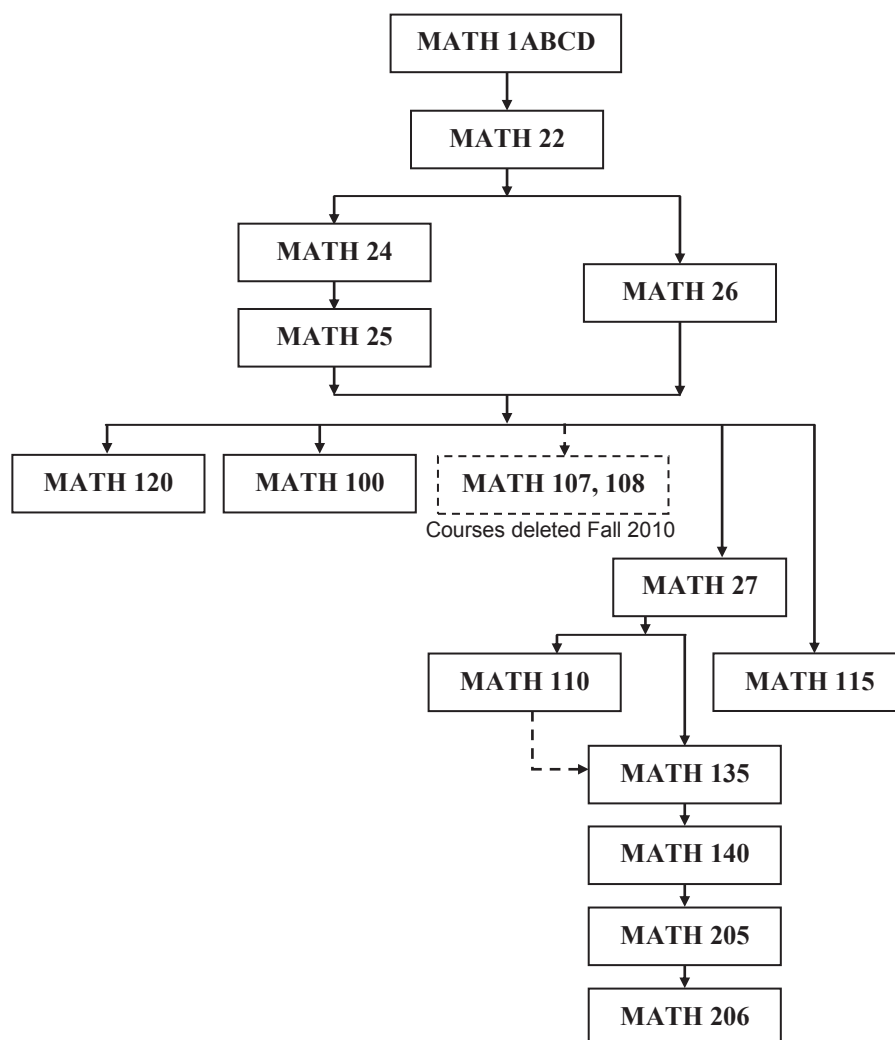 MATH 1ABCD
MATH 22
MATH 24
MATH 26
MATH 25
MATH 120
MATH 100
MATH 107, 108
Courses deleted Fall 2010
MATH 27
MATH 110
MATH 115
MATH 135
MATH 140
MATH 205
MATH 206